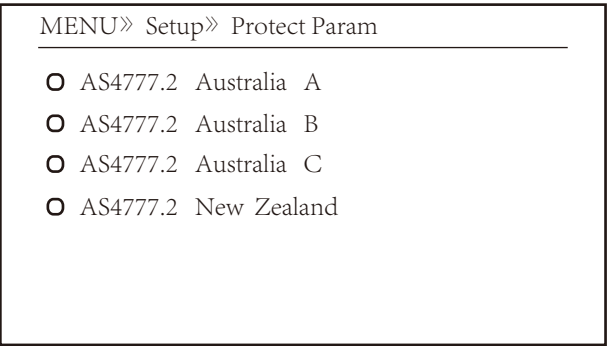 MENU》 Setup》 Protect Param
AS4777.2 Australia A
AS4777.2 Australia B
AS4777.2 Australia C
AS4777.2 New Zealand